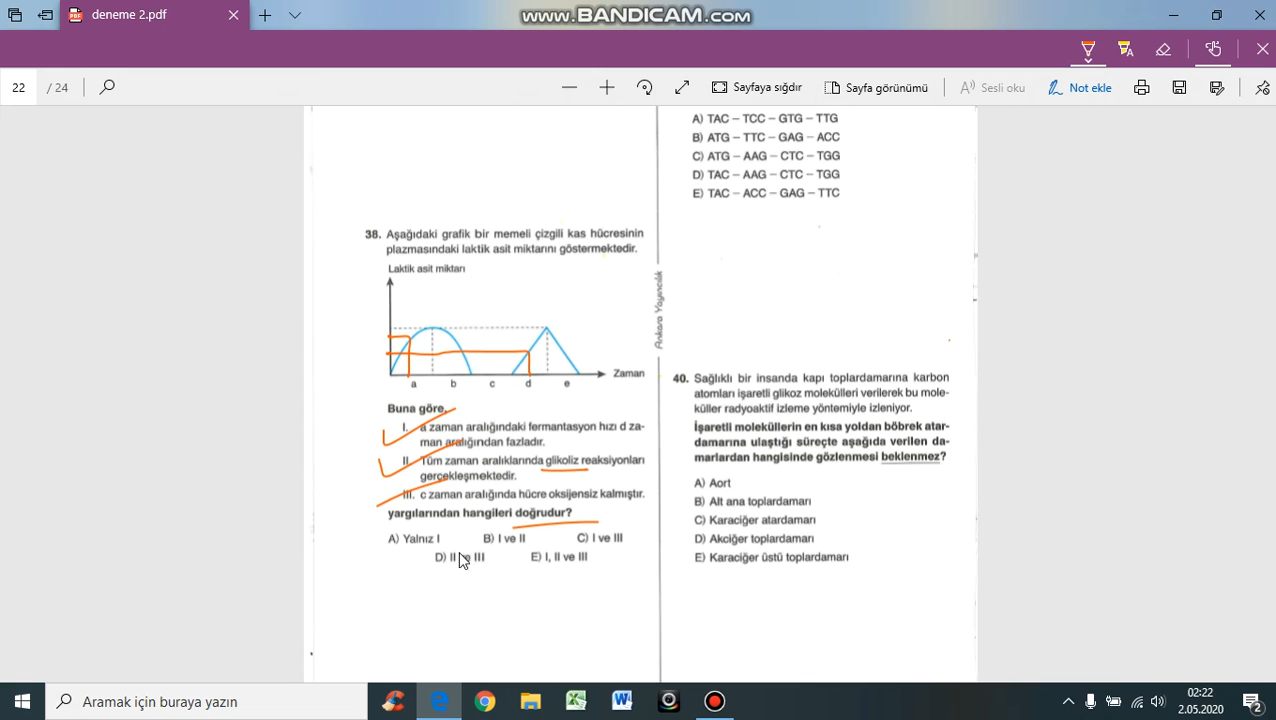 deneme 2.pdf
www.BANDICAM.com
22 / 24
Sayfaya sığdır
Sayfa görünümü
Sesli oku
Not ekle
38. Aşağıdaki grafik bir memeli çizgili kas hücresinin
plazmasındaki laktik asit miktarını göstermektedir.
Laktik asit miktarı
Zaman
a b c d e
Buna göre,
I. a zaman aralığındaki fermantasyon hızı d za-
man aralığından fazladır.
II. Tüm zaman aralıklarında glikoliz reaksiyonları
gerçekleşmektedir.
III. c zaman aralığında hücre oksijensiz kalmıştır.
yargılarından hangileri doğrudur?
A) Yalnız I B) I ve II C) I ve III
D) II ve III E) I, II ve III
Ankara Yayıncılık
A) TAC – TCC – GTG – TTG
B) ATG – TTC – GAG – ACC
C) ATG – AAG – CTC – TGG
D) TAC – AAG – CTC – TGG
E) TAC – ACC – GAG – TTC
40. Sağlıklı bir insanda kapı toplardamarına karbon
atomları işaretli glikoz molekülleri verilerek bu mole-
küller radyoaktif izleme yöntemiyle izleniyor.
İşaretli moleküllerin en kısa yoldan böbrek atar-
damarına ulaştığı süreçte aşağıda verilen da-
marlardan hangisinde gözlenmesi beklenmez?
A) Aort
B) Alt ana toplardamarı
C) Karaciğer atardamarı
D) Akciğer toplardamarı
E) Karaciğer üstü toplardamarı
Aramak için buraya yazın
02:22
2.05.2020
2